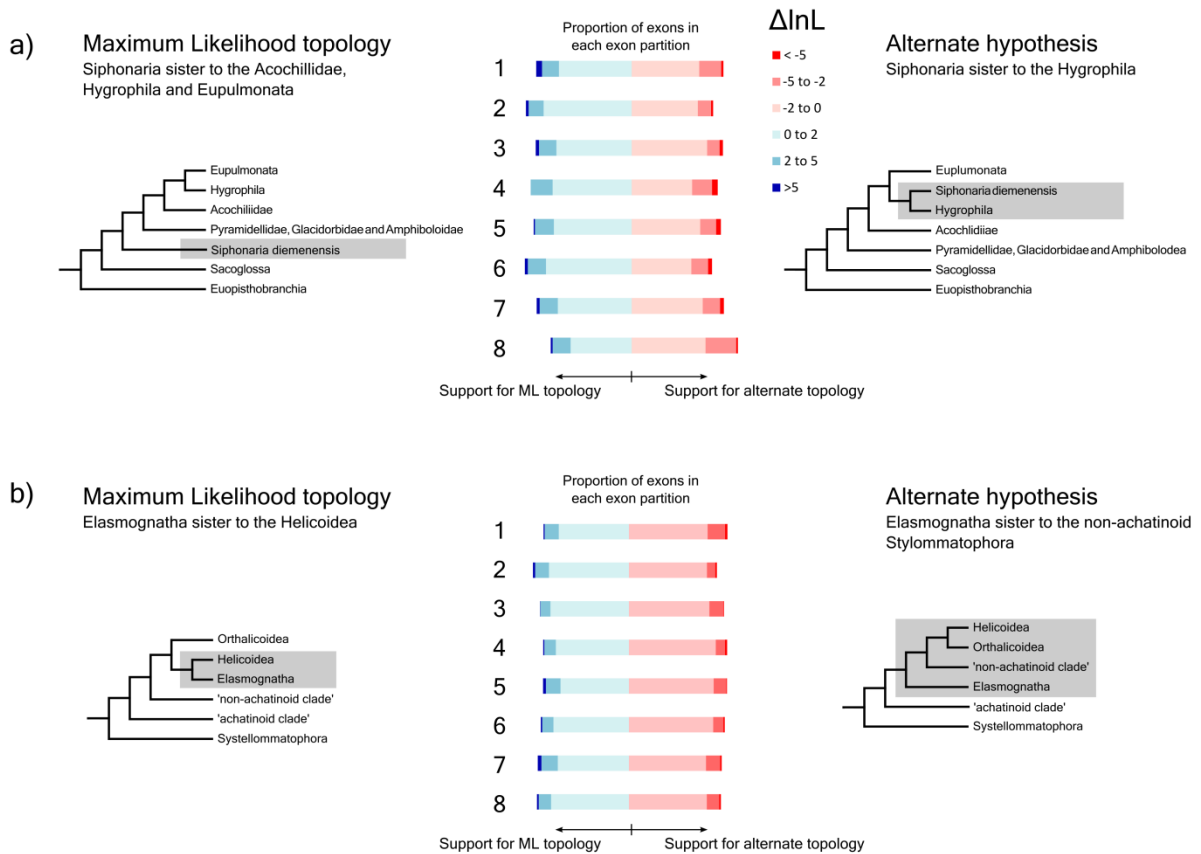 a)
Maximum Likelihood topology
Siphonaria sister to the Acochillidae,
Hygrophila and Eupulmonata
Eupulmonata
Hygrophila
Acochiliidae
Pyramidellidae, Glacidorbidae and Amphiboloidae
Siphonaria diemenensis
Sacoglossa
Euopisthobranchia
Proportion of exons in
each exon partition
1
2
3
4
5
6
7
8
Support for ML topology
Support for alternate topology
ΔlnL
< -5
-5 to -2
-2 to 0
0 to 2
2 to 5
>5
Alternate hypothesis
Siphonaria sister to the Hygrophila
Euplumonata
Siphonaria diemenensis
Hygrophila
Acochlidiiae
Pyramidellidae, Glacidorbidae and Amphibolodea
Sacoglossa
Euopisthobranchia
b)
Maximum Likelihood topology
Elasmognatha sister to the Helicoidea
Orthalicoidea
Helicoidea
Elasmognatha
'non-achatinoid clade'
'achatinoid clade'
Systellommatophora
Proportion of exons in
each exon partition
1
2
3
4
5
6
7
8
Support for ML topology
Support for alternate topology
Alternate hypothesis
Elasmognatha sister to the non-achatinoid
Stylommatophora
Helicoidea
Orthalicoidea
'non-achatinoid clade'
Elasmognatha
'achatinoid clade'
Systellommatophora